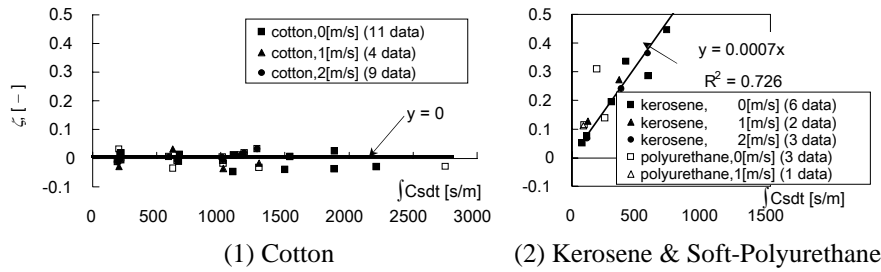 0.5
0.4
0.3
0.2
0.1
0
-0.1
ζ, [ – ]
cotton,0[m/s] (11 data)
cotton,1[m/s] (4 data)
cotton,2[m/s] (9 data)
y = 0
0 500 1000 1500 2000 2500 3000
∫Csdt [s/m]
(1) Cotton
0.5
0.4
0.3
0.2
0.1
0
-0.1
y = 0.0007x
R² = 0.726
kerosene, 0[m/s] (6 data)
kerosene, 1[m/s] (2 data)
kerosene, 2[m/s] (3 data)
polyurethane,0[m/s] (3 data)
polyurethane,1[m/s] (1 data)
0 500 1000 1500
∫Csdt [s/m]
(2) Kerosene & Soft-Polyurethane